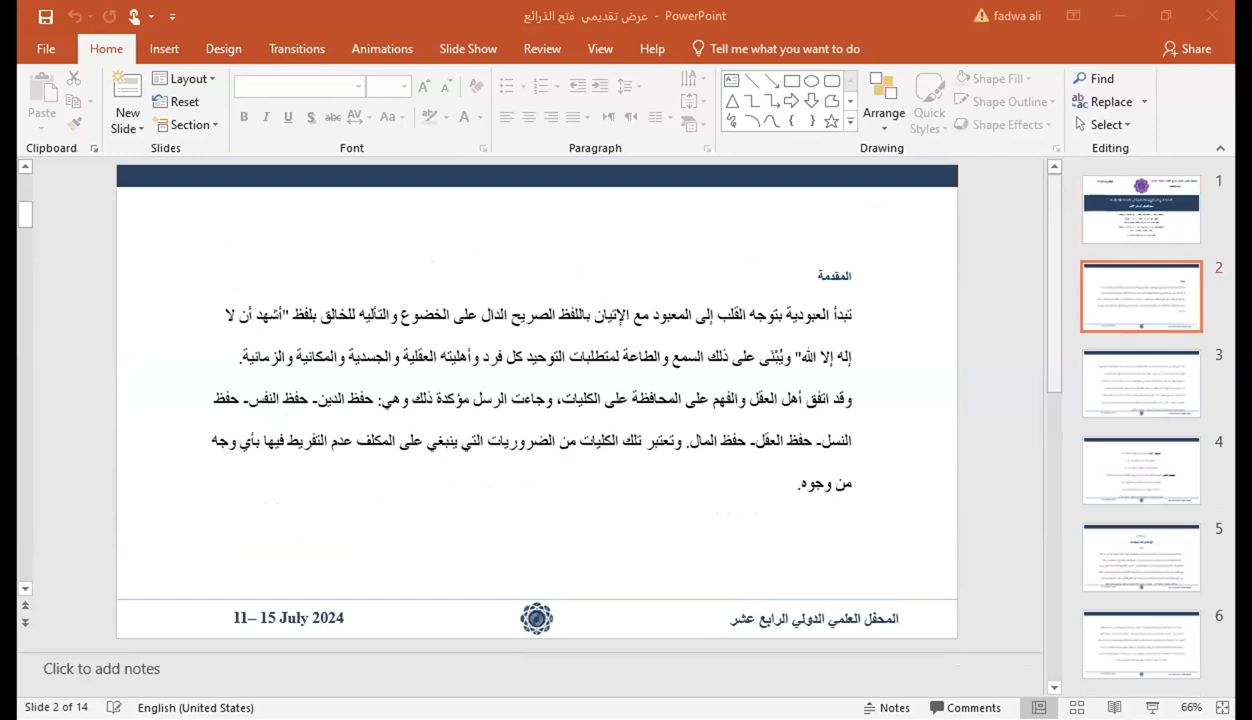 عرض تقديمي فتح الذرائع - PowerPoint
fadwa ali
File Home Insert Design Transitions Animations Slide Show Review View Help Tell me what you want to do Share
Paste
Clipboard
New Slide
Layout
Reset
Section
Slides
Font
Paragraph
Arrange
Quick Styles
Shape Fill
Shape Outline
Shape Effects
Drawing
Find
Replace
Select
Editing
المقدمة
تبدأ العبودية بتوجه القلب إلى المعبود مع الإتيان باللفظ الصريح الدال على الخضوع والتأليه للخالق بلفظ "أشهد أن لا
إله إلا الله" ويُبْنَى على ذلك السمع والطاعة لمتطلبات التوحيد كل فرد وأهليته العقلية والجسدية والمكانية والزمانية.
وقد اتفق أهل العقل والفهم على المحافظة على الكليات، وجاءت الرسل مؤكدة ذلك وهي: حفظ الدين- حفظ النفس- حفظ
النسل- حفظ العقل- حفظ المال. وتعتبر تلك الكليات من الضروريات التي ينبغي على المكلف عدم التفريط فيها بأي وجه
من وجوه.
11– 15 July 2024
المحفل العلمي الدولي الرابع عشر
1
2
3
4
5
6
Click to add notes
Slide 2 of 14 English (United States) Notes Comments 66%